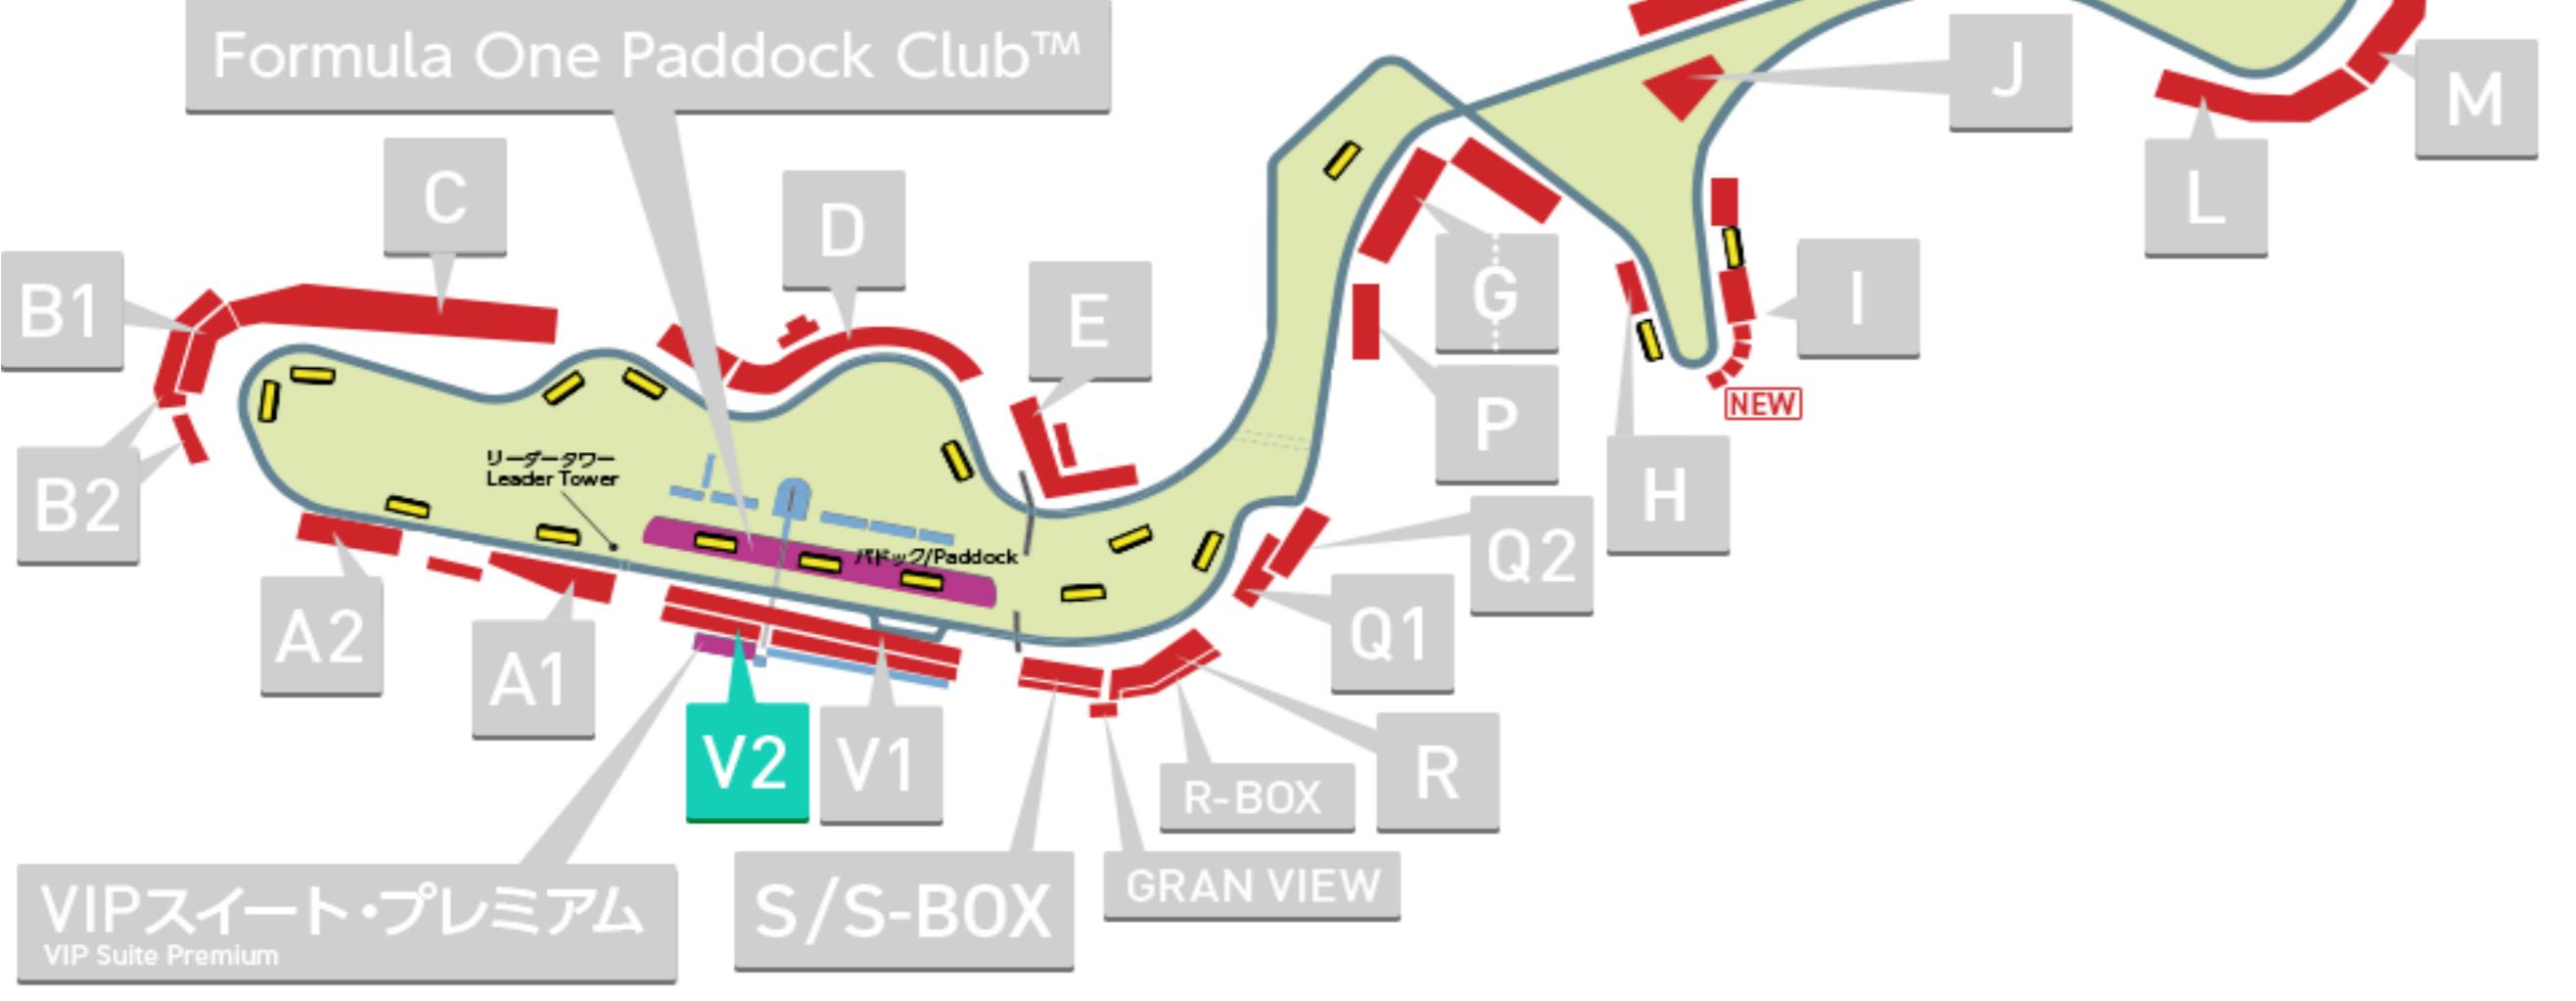 Formula One Paddock Club™
J
M
C
D
L
B1
E
G
I
NEW
P
リーダータワー
Leader Tower
B2
H
パドック/Paddock
Q2
A2
Q1
A1
V2
V1
R
R-BOX
VIPスイート・プレミアム
VIP Suite Premium
S/S-BOX
GRAN VIEW